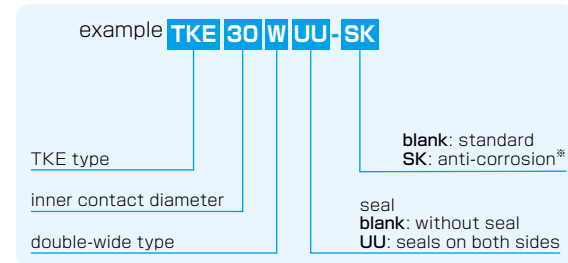 example TKE 30 W UU - SK
blank: standard
TKE type
SK: anti-corrosion※
inner contact diameter
seal
blank: without seal
double-wide type
UU: seals on both sides